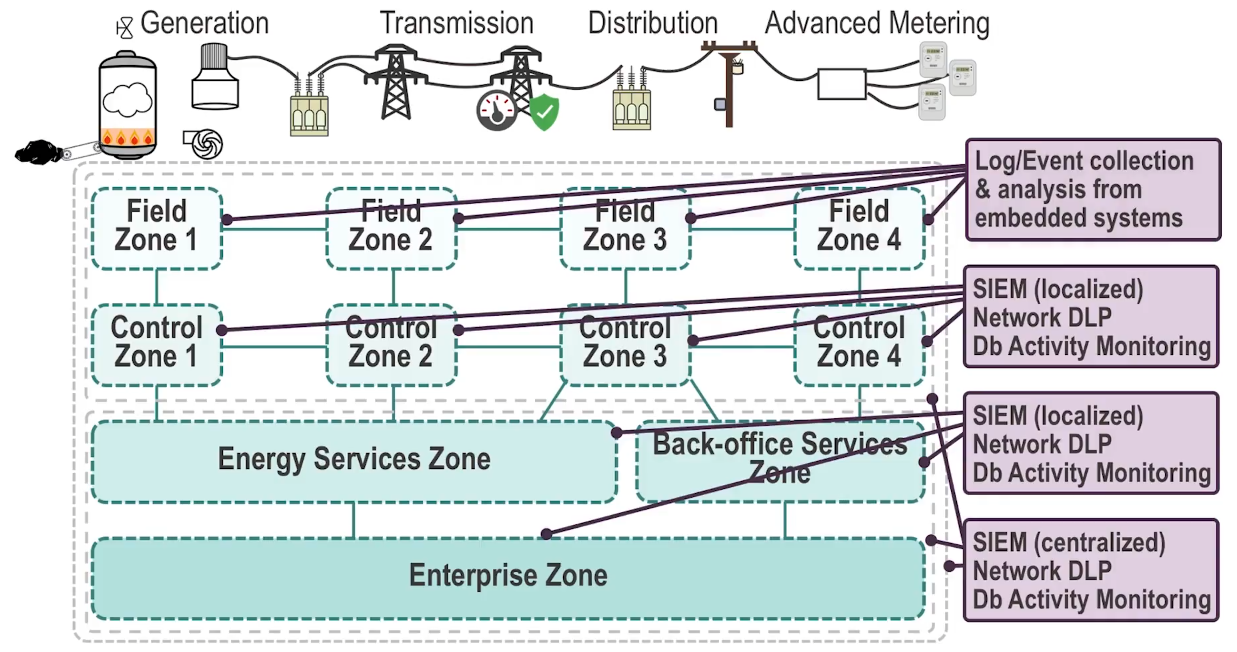 Generation
Transmission
Distribution
Advanced Metering
Log/Event collection
& analysis from
embedded systems
Field
Zone 1
Field
Zone 2
Field
Zone 3
Field
Zone 4
SIEM (localized)
Network DLP
Db Activity Monitoring
Control
Zone 1
Control
Zone 2
Control
Zone 3
Control
Zone 4
SIEM (localized)
Network DLP
Db Activity Monitoring
Energy Services Zone
Back-office Services
Zone
SIEM (centralized)
Network DLP
Db Activity Monitoring
Enterprise Zone